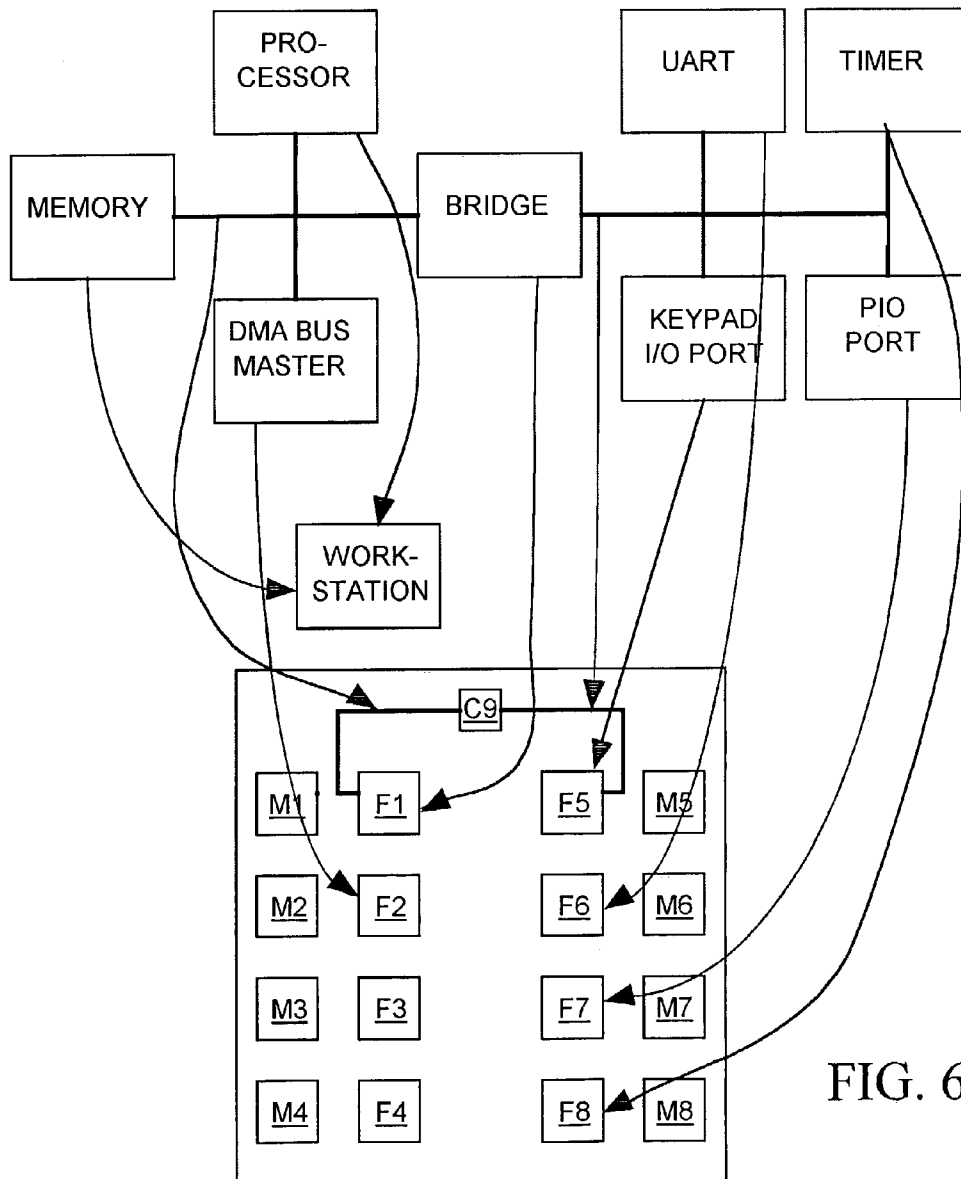 PRO-
CESSOR
UART
TIMER
MEMORY
BRIDGE
DMA BUS
MASTER
KEYPAD
I/O PORT
PIO
PORT
WORK-
STATION
C9
M1 F1 F5 M5
M2 F2 F6 M6
M3 F3 F7 M7
M4 F4 F8 M8
FIG. 6